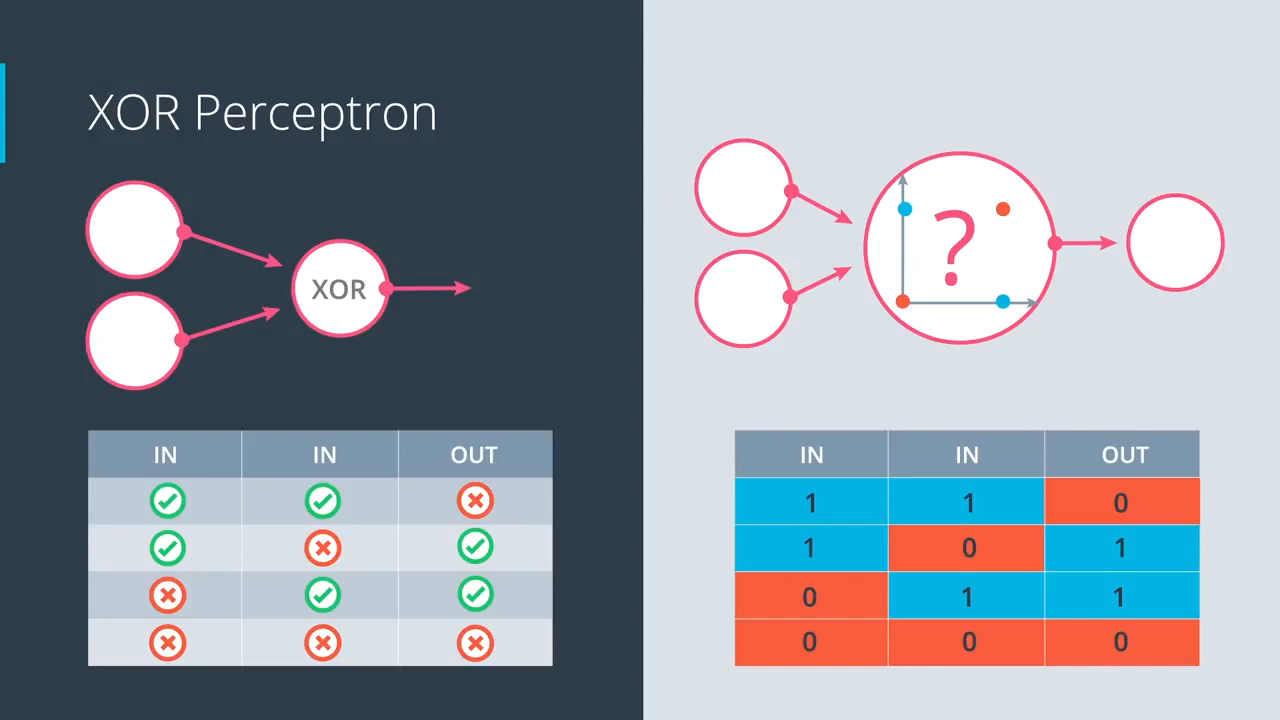 XOR Perceptron
XOR
?
IN IN OUT
IN IN OUT
1 1 0
1 0 1
0 1 1
0 0 0